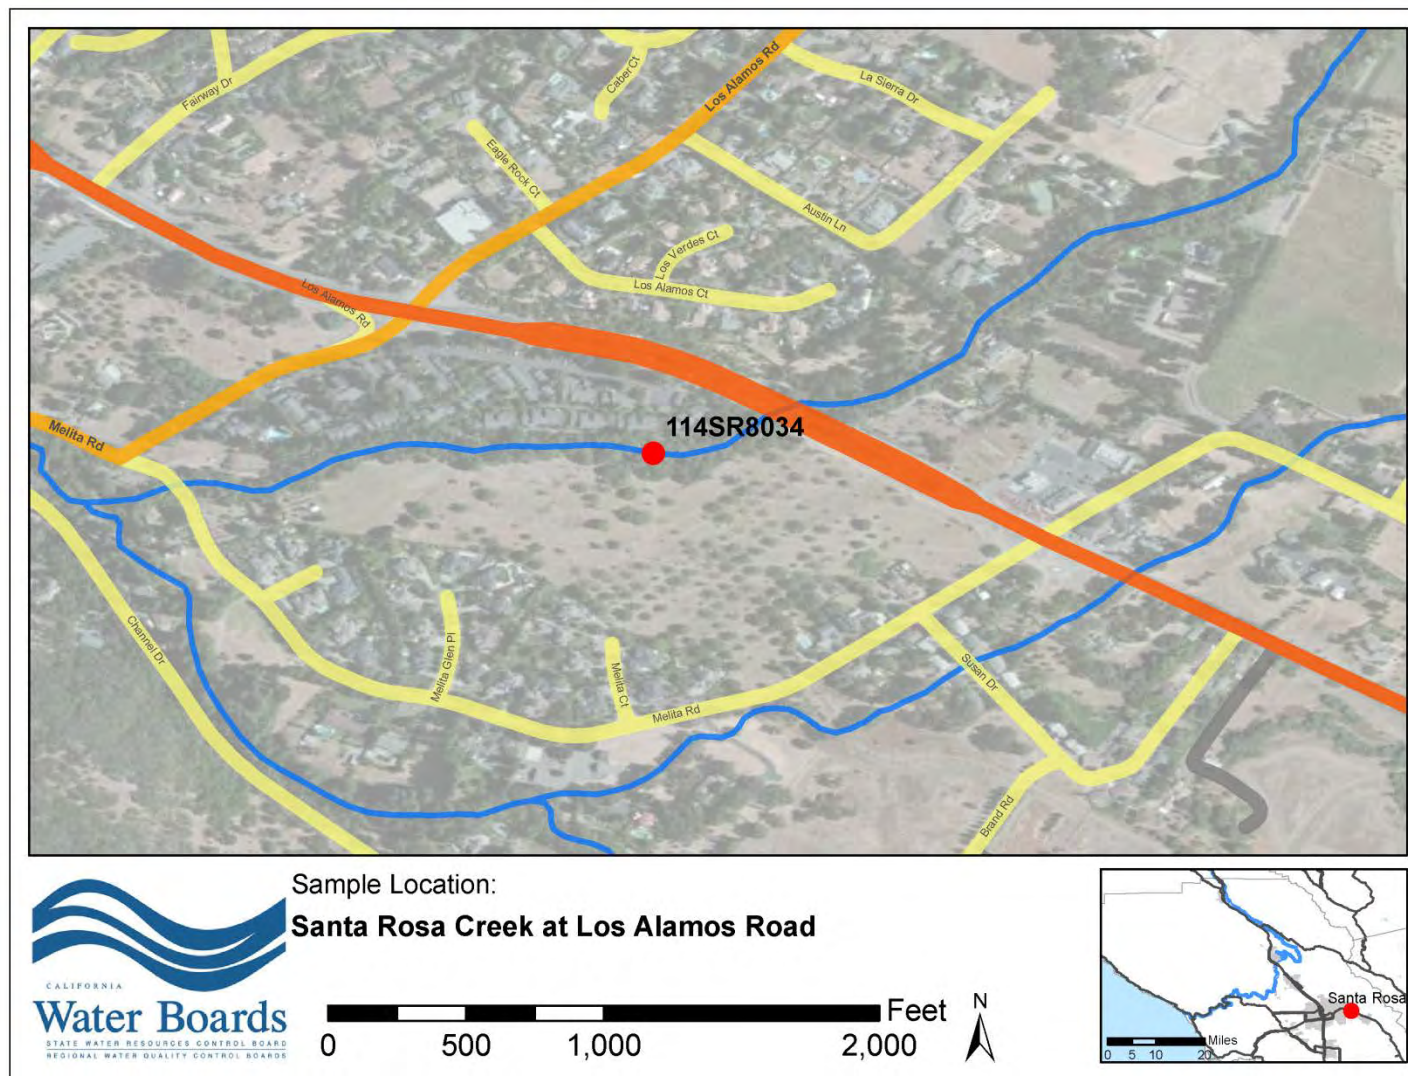 Fairway Dr
Caber Ct
Los Alamos Rd
La Sierra Dr
Eagle Rock Ct
Austin Ln
Los Verdes Ct
Los Alamos Ct
Los Alamos Rd
Melita Rd
114SR8034
Channel Dr
Melita Glen Pl
Melita Ct
Melita Rd
Susan Dr
Brand Rd
Sample Location:
Santa Rosa Creek at Los Alamos Road
CALIFORNIA
Water Boards
STATE WATER RESOURCES CONTROL BOARD
REGIONAL WATER QUALITY CONTROL BOARDS
Feet
0 500 1,000 2,000
N
Santa Rosa
Miles
0 5 10 20